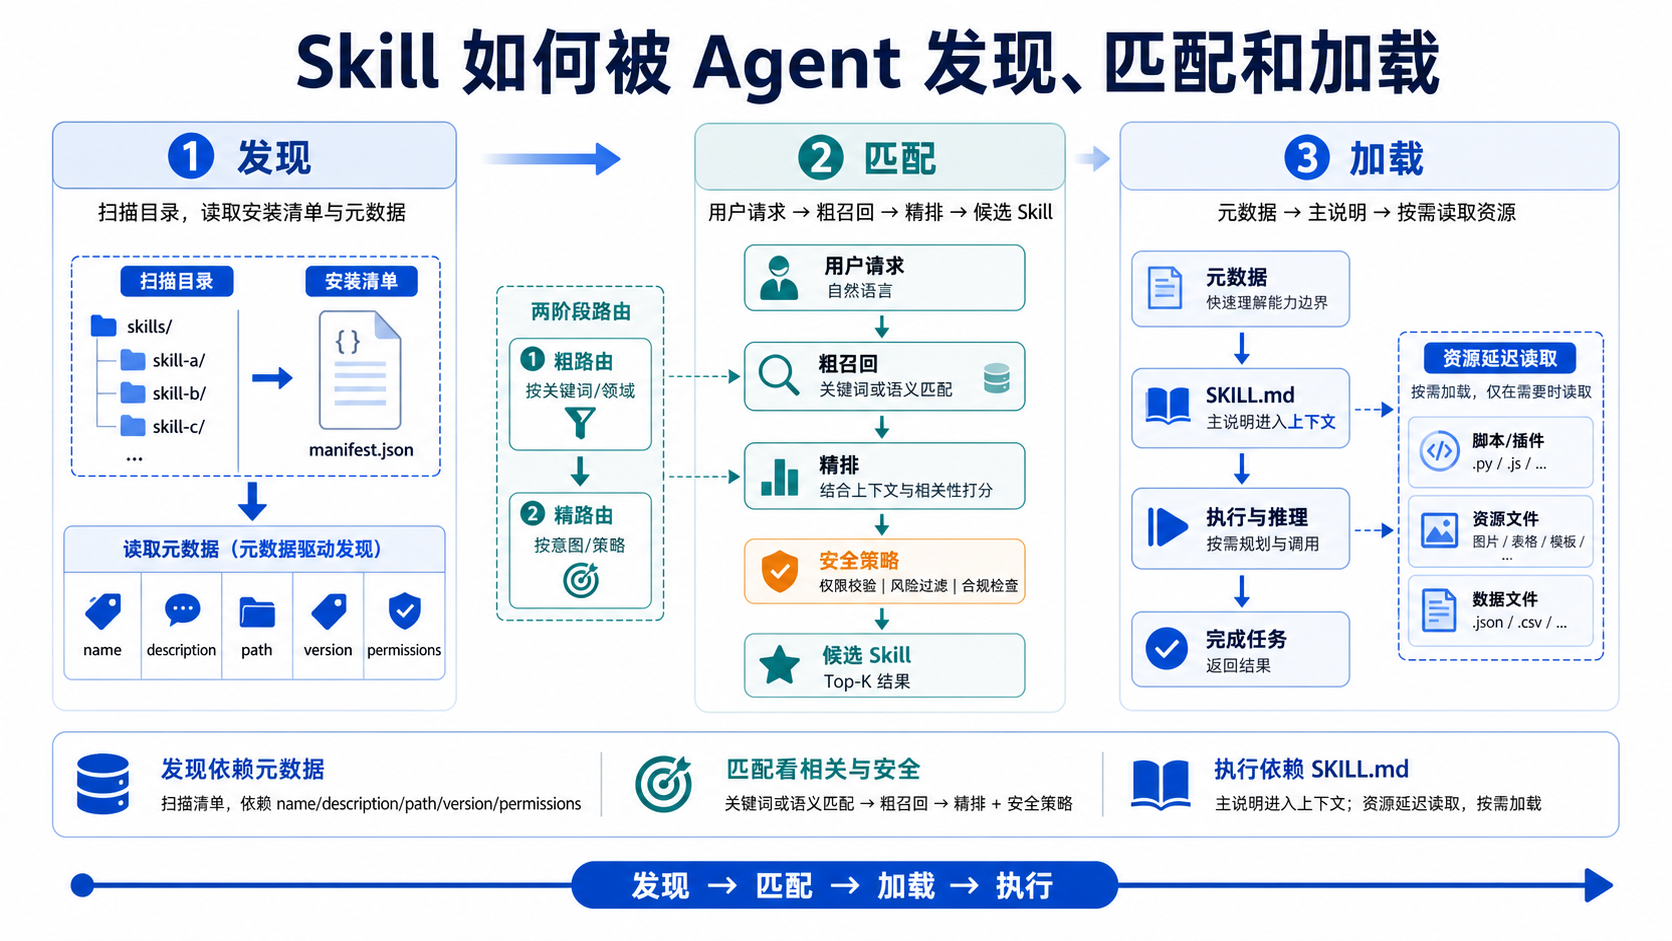 Skill 如何被 Agent 发现、匹配和加载
1 发现
扫描目录，读取安装清单与元数据
扫描目录
skills/
skill-a/
skill-b/
skill-c/
...
安装清单
{ }
manifest.json
读取元数据（元数据驱动发现）
name
description
path
version
permissions
两阶段路由
1 粗路由
按关键词/领域
2 精路由
按意图/策略
2 匹配
用户请求 → 粗召回 → 精排 → 候选 Skill
用户请求
自然语言
粗召回
关键词或语义匹配
精排
结合上下文与相关性打分
安全策略
权限校验 | 风险过滤 | 合规检查
候选 Skill
Top-K 结果
3 加载
元数据 → 主说明 → 按需读取资源
元数据
快速理解能力边界
SKILL.md
主说明进入上下文
执行与推理
按需规划与调用
完成任务
返回结果
资源延迟读取
按需加载，仅在需要时读取
</>
脚本/插件
.py / .js / ...
资源文件
图片 / 表格 / 模板 /
...
数据文件
.json / .csv / ...
发现依赖元数据
扫描清单，依赖 name/description/path/version/permissions
匹配看相关与安全
关键词或语义匹配 → 粗召回 → 精排 + 安全策略
执行依赖 SKILL.md
主说明进入上下文；资源延迟读取，按需加载
发现 → 匹配 → 加载 → 执行